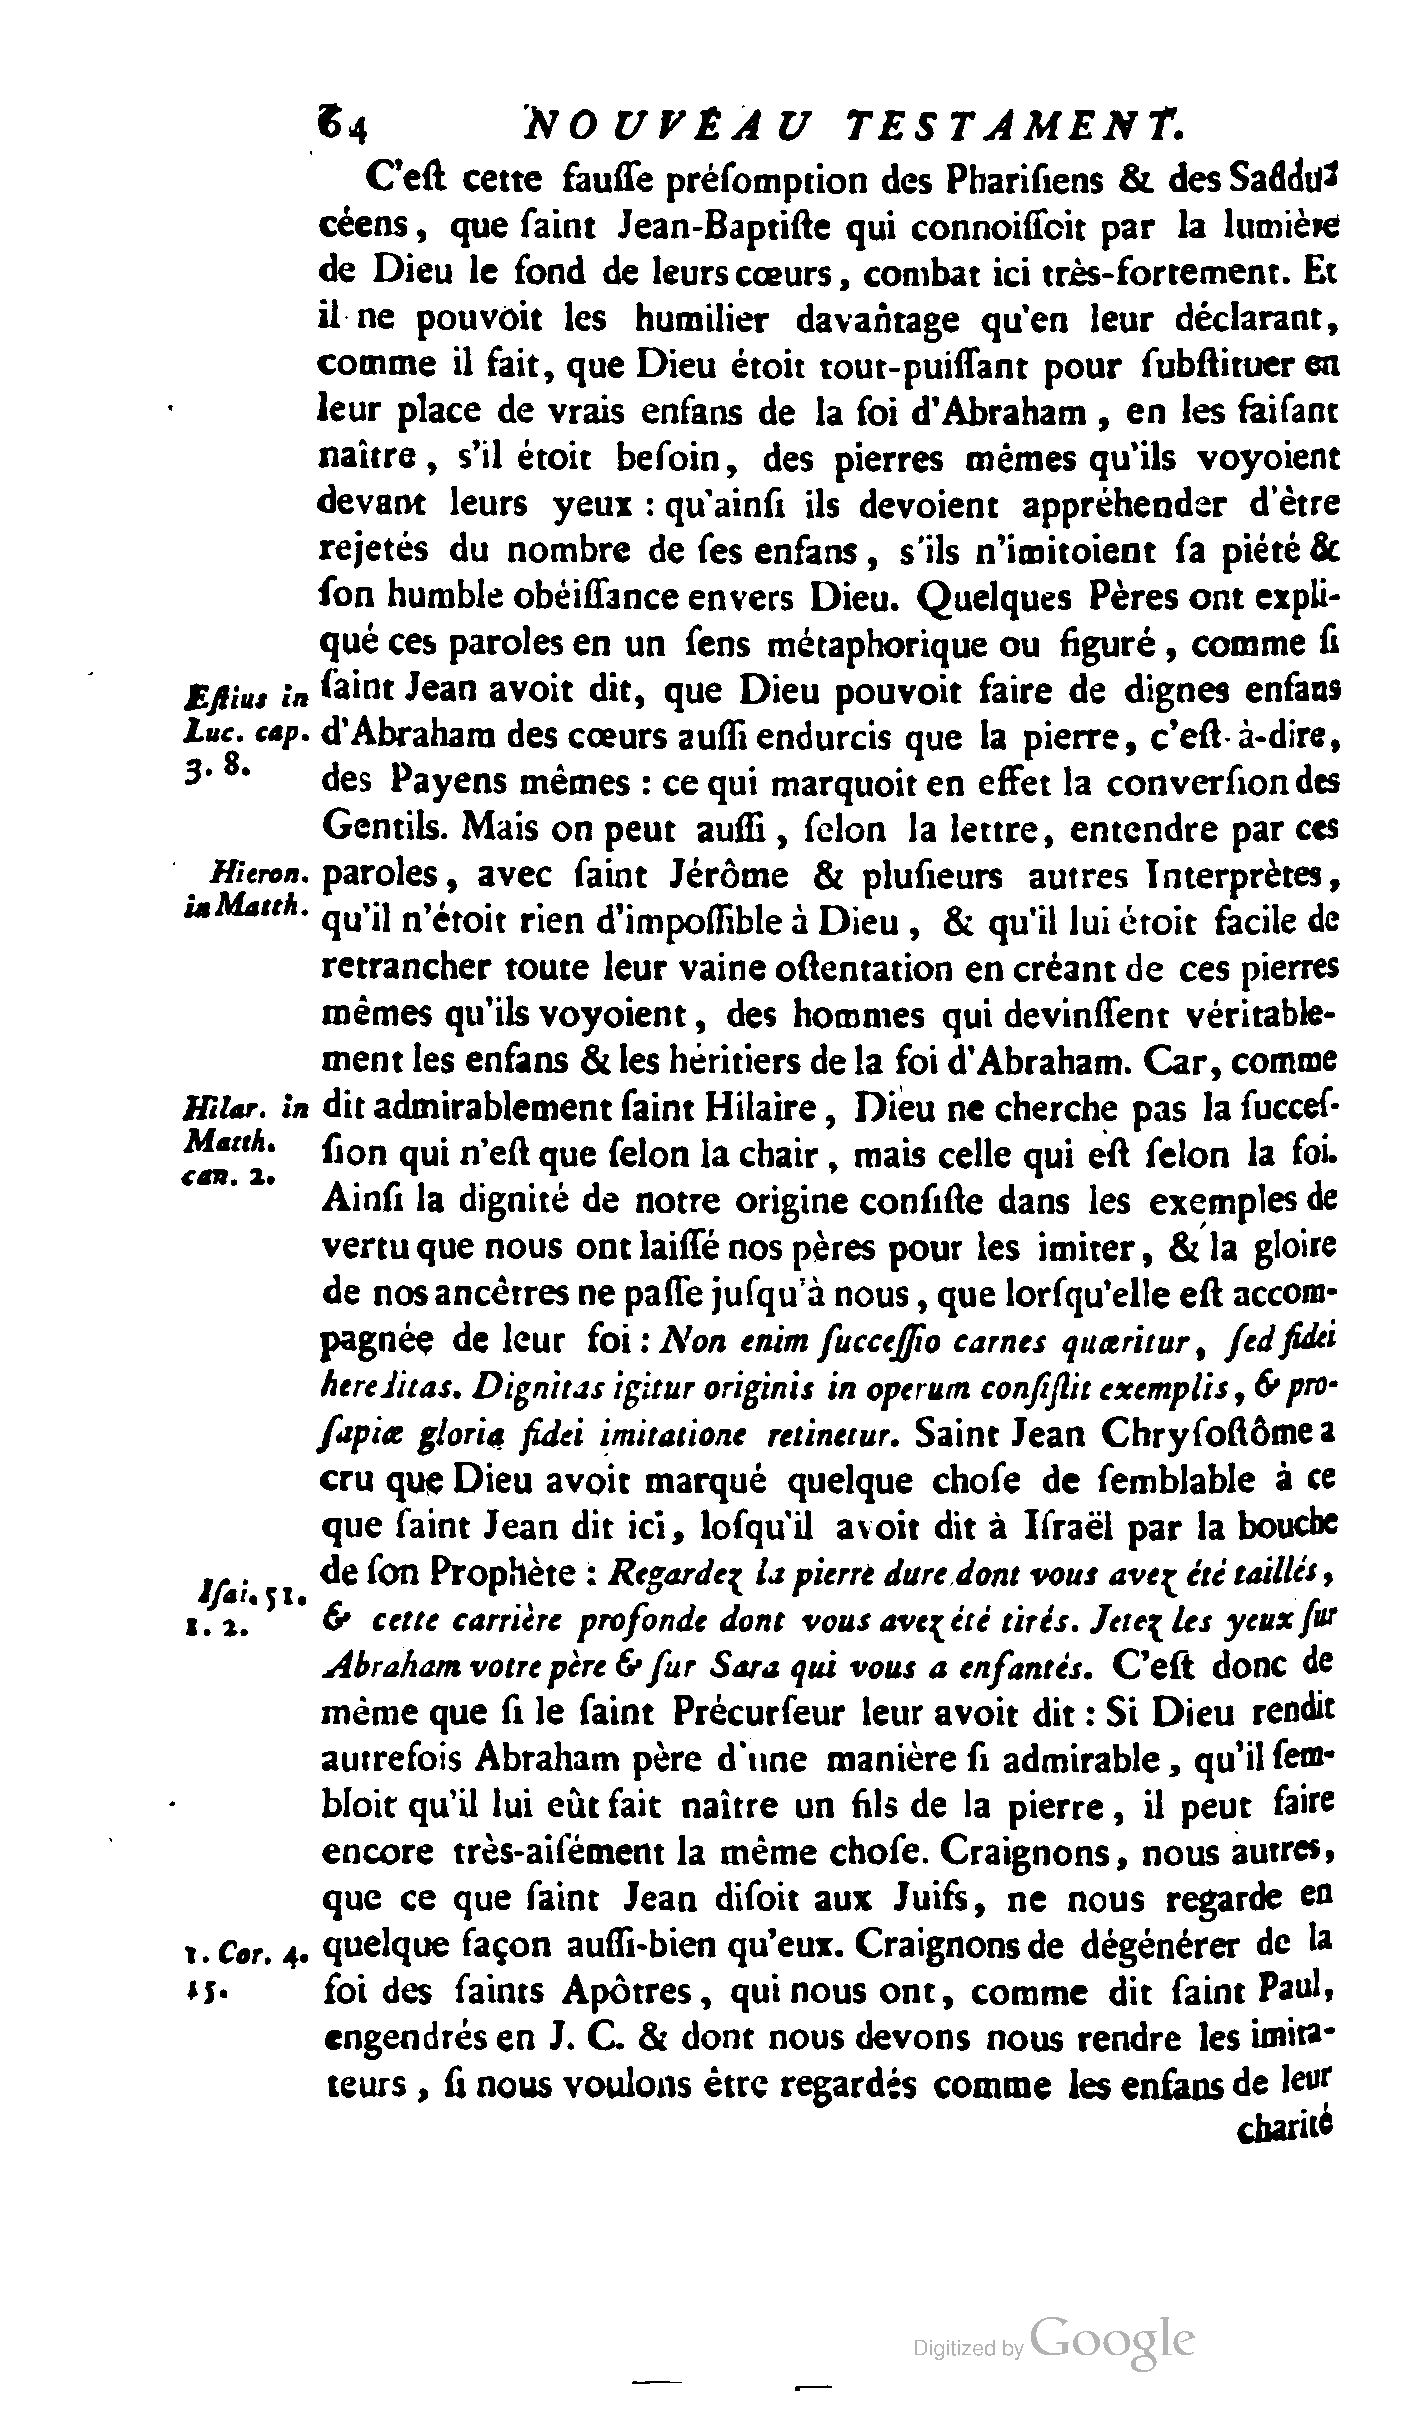 64 NOUVEAU TESTAMENT.
C'eſt cette fauſſe préſomption des Phariſiens & des Saddu-
céens, que ſaint Jean-Baptiſte qui connoiſſoit par la lumière
de Dieu le fond de leurs cœurs, combat ici très-fortement. Et
il ne pouvoit les humilier davantage qu'en leur déclarant,
comme il fait, que Dieu étoit tout-puiſſant pour ſubſtituer en
leur place de vrais enfans de la foi d'Abraham, en les faiſant
naître, s'il étoit beſoin, des pierres mêmes qu'ils voyoient
devant leurs yeux : qu'ainſi ils devoient appréhender d'être
rejetés du nombre de ſes enfans, s'ils n'imitoient ſa piété &
ſon humble obéiſſance envers Dieu. Quelques Pères ont expli-
qué ces paroles en un ſens métaphorique ou figuré, comme ſi
Eſtius in ſaint Jean avoit dit, que Dieu pouvoit faire de dignes enfans
Luc. cap. d'Abraham des cœurs auſſi endurcis que la pierre, c'eſt-à-dire,
3. 8. des Payens mêmes : ce qui marquoit en effet la converſion des
Gentils. Mais on peut auſſi, ſelon la lettre, entendre par ces
Hieron. paroles, avec ſaint Jérôme & pluſieurs autres Interprètes,
in Matth. qu'il n'étoit rien d'impoſſible à Dieu, & qu'il lui étoit facile de
retrancher toute leur vaine oſtentation en créant de ces pierres
mêmes qu'ils voyoient, des hommes qui devinſſent véritable-
ment les enfans & les héritiers de la foi d'Abraham. Car, comme
Hilar. in dit admirablement ſaint Hilaire, Dieu ne cherche pas la ſucceſ-
Matth. ſion qui n'eſt que ſelon la chair, mais celle qui eſt ſelon la foi.
can. 2.
Ainſi la dignité de notre origine conſiſte dans les exemples de
vertu que nous ont laiſſé nos pères pour les imiter, & la gloire
de nos ancêtres ne paſſe juſqu'à nous, que lorſqu'elle eſt accom-
pagnée de leur foi : Non enim ſucceſſio carnes quæritur, ſed fidei
hereditas. Dignitas igitur originis in operum conſiſtit exemplis, & pro-
ſapiæ gloria fidei imitatione retinetur. Saint Jean Chryſoſtôme a
cru que Dieu avoit marqué quelque choſe de ſemblable à ce
que ſaint Jean dit ici, loſqu'il avoit dit à Iſraël par la bouche
Iſai. 51. de ſon Prophète : Regardez la pierre dure dont vous avez été taillés,
1. 2. & cette carrière profonde dont vous avez été tirés. Jetez les yeux ſur
Abraham votre père & ſur Sara qui vous a enfantés. C'eſt donc de
même que ſi le ſaint Précurſeur leur avoit dit : Si Dieu rendit
autrefois Abraham père d'une manière ſi admirable, qu'il ſem-
bloit qu'il lui eût fait naître un fils de la pierre, il peut faire
encore très-aiſément la même choſe. Craignons, nous autres,
que ce que ſaint Jean diſoit aux Juifs, ne nous regarde en
1. Cor. 4. quelque façon auſſi-bien qu'eux. Craignons de dégénérer de la
15. foi des ſaints Apôtres, qui nous ont, comme dit ſaint Paul,
engendrés en J. C. & dont nous devons nous rendre les imita-
teurs, ſi nous voulons être regardés comme les enfans de leur
charité
Digitized by Google